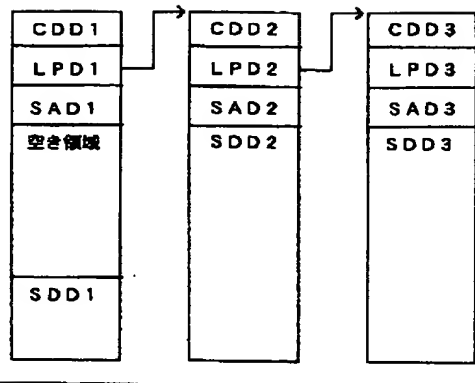 CDD1
LPD1
SAD1
空き領域
SDD1
CDD2
LPD2
SAD2
SDD2
CDD3
LPD3
SAD3
SDD3